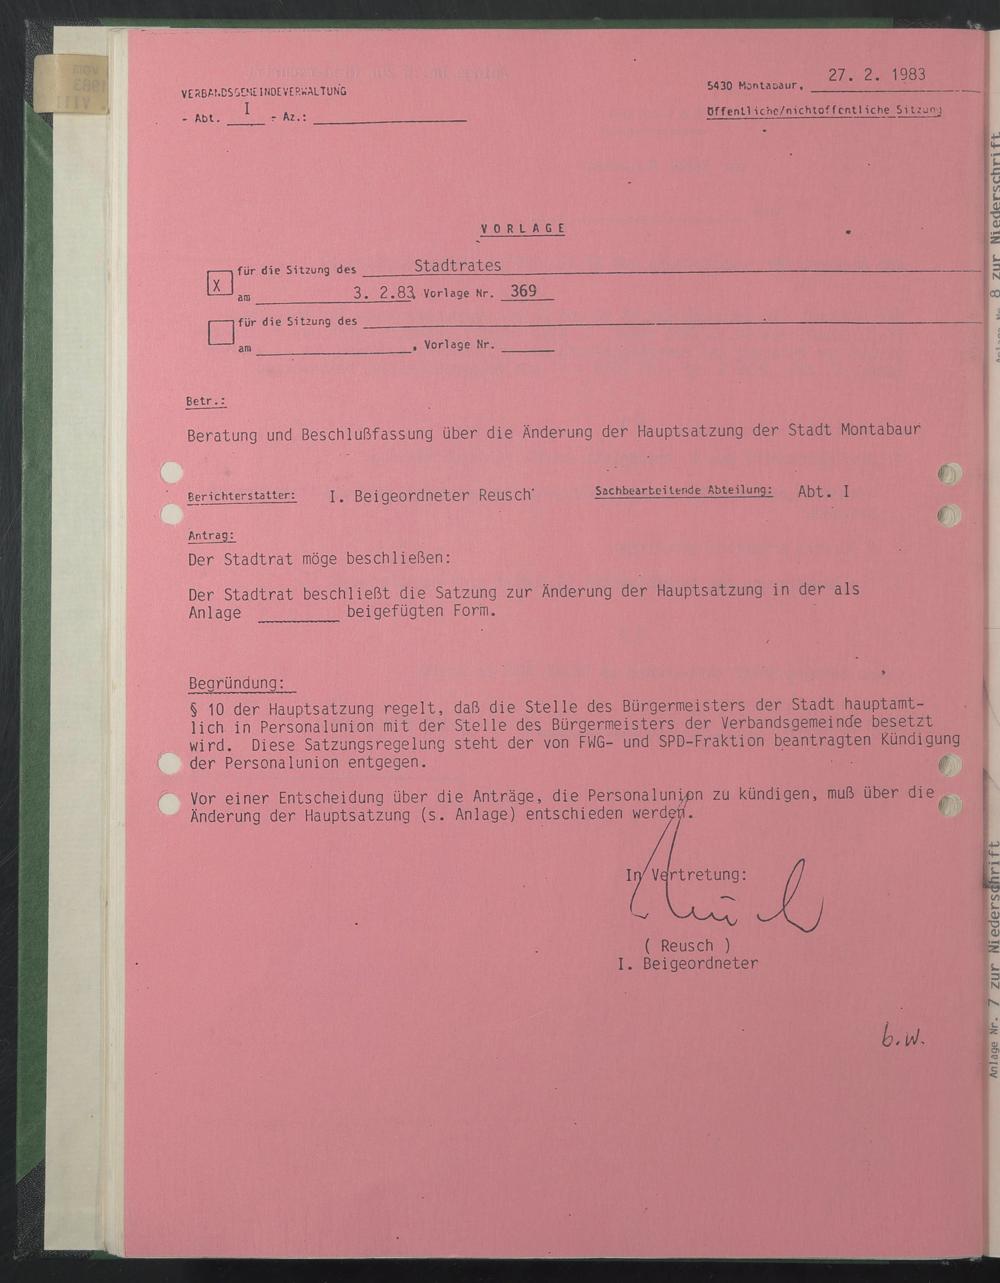 VERBANDSGEMEINDEVERWALTUNG
- Abt. I - Az.:
5430 Montabaur, 27. 2. 1983
Öffentliche/nichtöffentliche Sitzung
VORLAGE
X für die Sitzung des Stadtrates
am 3. 2.83, Vorlage Nr. 369
für die Sitzung des
am , Vorlage Nr.
Betr.:
Beratung und Beschlußfassung über die Änderung der Hauptsatzung der Stadt Montabaur
Berichterstatter: I. Beigeordneter Reusch Sachbearbeitende Abteilung: Abt. I
Antrag:
Der Stadtrat möge beschließen:
Der Stadtrat beschließt die Satzung zur Änderung der Hauptsatzung in der als
Anlage beigefügten Form.
Begründung:
§ 10 der Hauptsatzung regelt, daß die Stelle des Bürgermeisters der Stadt hauptamt-
lich in Personalunion mit der Stelle des Bürgermeisters der Verbandsgemeinde besetzt
wird. Diese Satzungsregelung steht der von FWG- und SPD-Fraktion beantragten Kündigung
der Personalunion entgegen.
Vor einer Entscheidung über die Anträge, die Personalunion zu kündigen, muß über die
Änderung der Hauptsatzung (s. Anlage) entschieden werden.
In Vertretung:
Reusch
( Reusch )
I. Beigeordneter
b.w.
8 zur Niederschrift
Anlage Nr. 7 zur Niederschrift